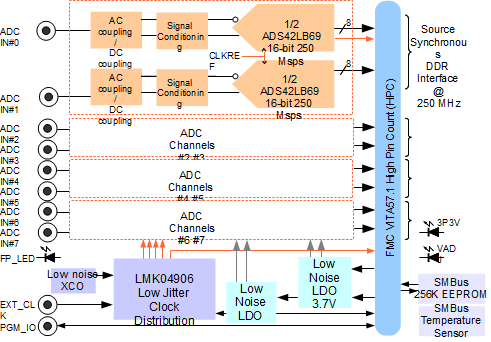 ADC
IN#0
AC
coupling
/
DC
coupling
Signal
Condition
g
1/2
ADS42LB69
16-bit 250
Msps
8
CLKRE
F
AC
coupling
/
DC
coupling
Signal
Conditionin
g
1/2
ADS42LB69
16-bit 250
Msps
8
Source
Synchronou
s
DDR
Interface
@
250 MHz
ADC
IN#1
ADC
IN#2
ADC
IN#3
ADC
IN#4
ADC
IN#5
ADC
IN#6
ADC
IN#7
ADC
Channels
#2 #3
ADC
Channels
#4 #5
ADC
Channels
#6 #7
FMC VITA57.1 High Pin Count (HPC)
3P3V
VAD
FP_LED
Low noise
XCO
LMK04906
Low Jitter
Clock
Distribution
Low
Noise
LDO
Low
Noise
LDO
3.7V
SMBus
256K EEPROM
SMBus
Temperature
Sensor
EXT_CL
K
PGM_IO